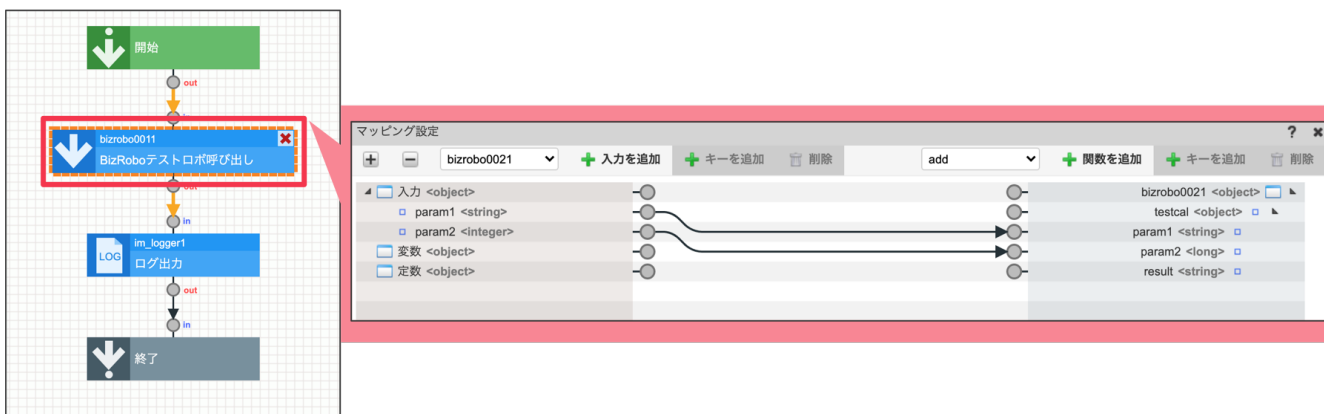 開始
out
in
bizrobo0011
BizRoboテストロボ呼び出し
out
in
im_logger1
LOG
ログ出力
out
in
終了
マッピング設定
?
bizrobo0021
入力を追加
キーを追加
削除
add
関数を追加
キーを追加
削除
入力 <object>
bizrobo0021 <object>
param1 <string>
testcal <object>
param2 <integer>
param1 <string>
変数 <object>
param2 <long>
定数 <object>
result <string>